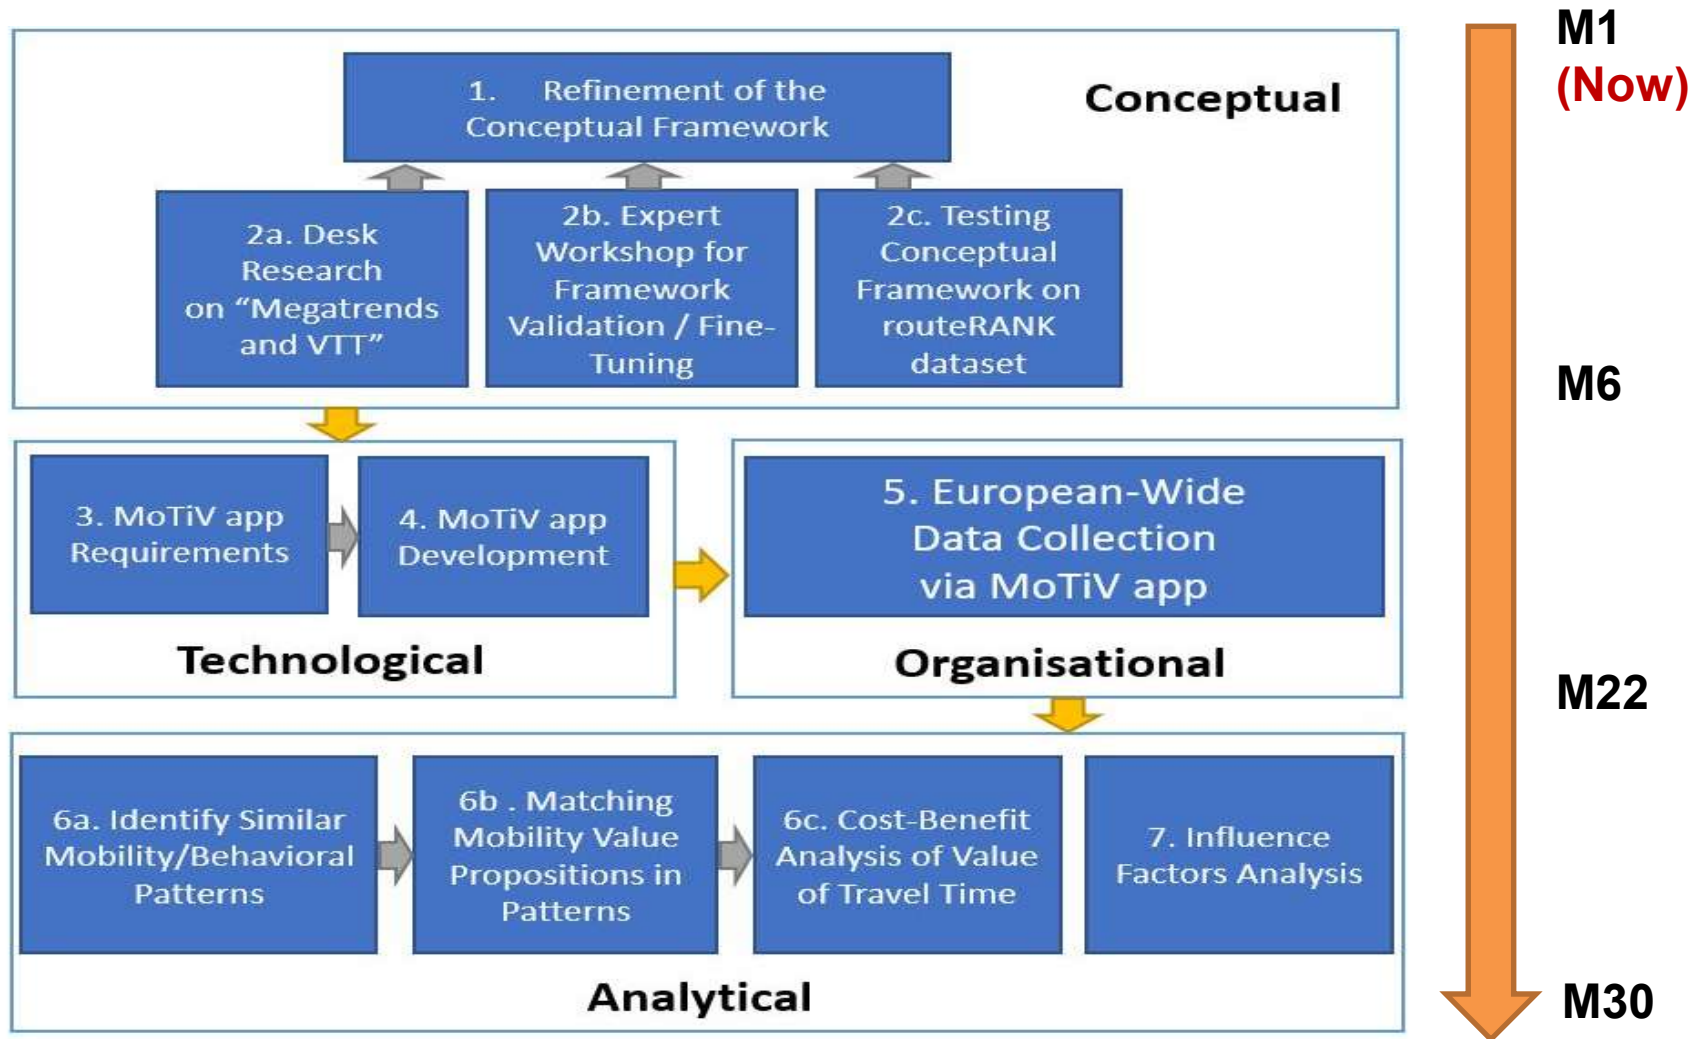 1. Refinement of the
Conceptual Framework
Conceptual
2a. Desk
Research
on “Megatrends
and VTT”
2b. Expert
Workshop for
Framework
Validation / Fine-
Tuning
2c. Testing
Conceptual
Framework on
routeRANK
dataset
3. MoTiV app
Requirements
4. MoTiV app
Development
Technological
5. European-Wide
Data Collection
via MoTiV app
Organisational
6a. Identify Similar
Mobility/Behavioral
Patterns
6b . Matching
Mobility Value
Propositions in
Patterns
6c. Cost-Benefit
Analysis of Value
of Travel Time
7. Influence
Factors Analysis
Analytical
M1
(Now)
M6
M22
M30